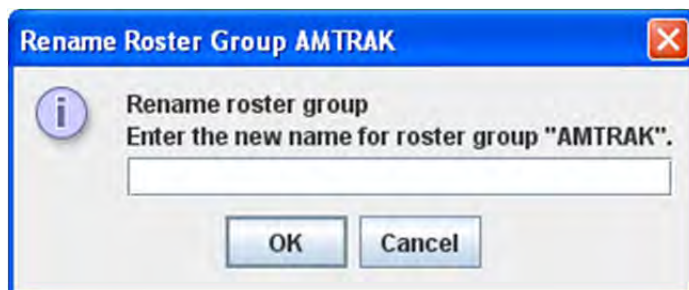 Rename Roster Group AMTRAK
Rename roster group
Enter the new name for roster group "AMTRAK".
OK Cancel